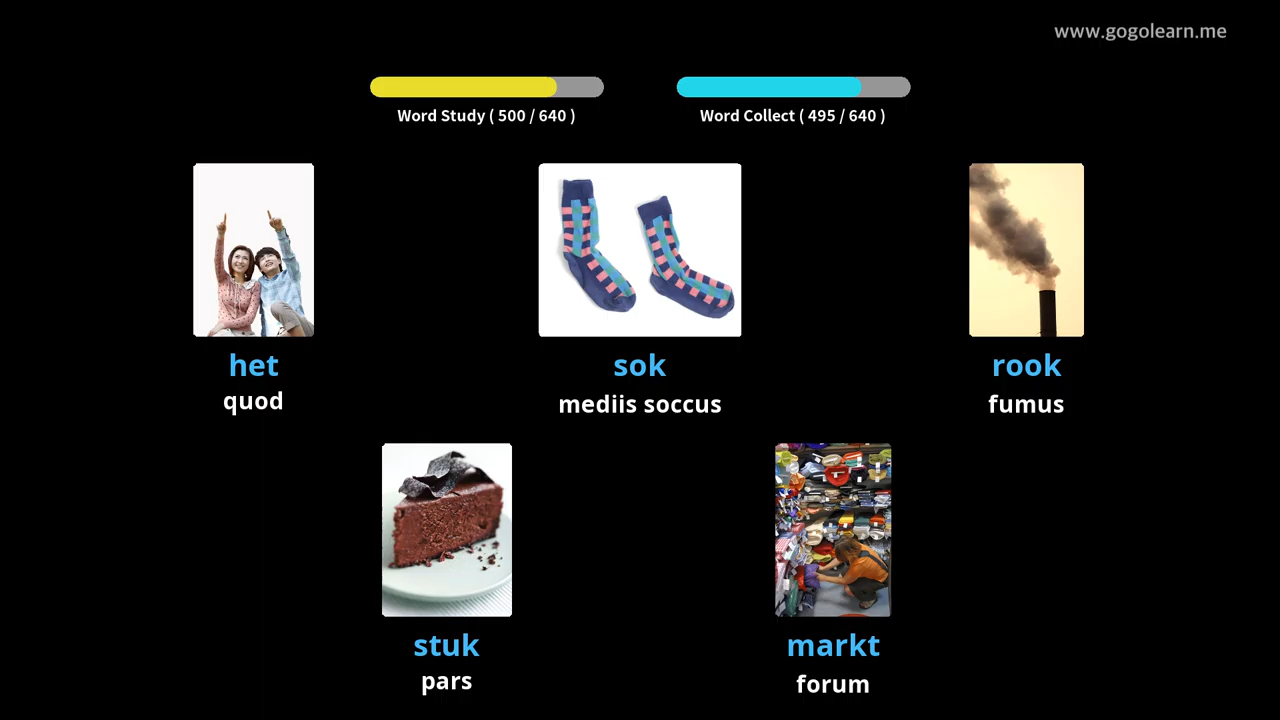 www.gogolearn.me
Word Study ( 500 / 640 )
Word Collect ( 495 / 640 )
het
quod
sok
mediis soccus
rook
fumus
stuk
pars
markt
forum